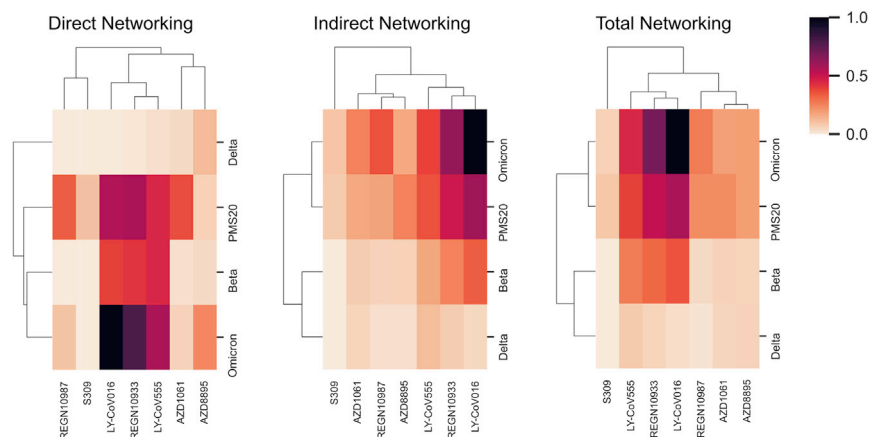 Direct Networking
Indirect Networking
Total Networking
1.0
0.5
0.0
Delta
PMS20
Beta
Omicron
REGN10987
S309
LY-CoV016
REGN10933
LY-CoV555
AZD1061
AZD8895
Omicron
PMS20
Beta
Delta
S309
AZD1061
REGN10987
AZD8895
LY-CoV555
REGN10933
LY-CoV016
Omicron
PMS20
Beta
Delta
S309
LY-CoV555
REGN10933
LY-CoV016
REGN10987
AZD1061
AZD8895